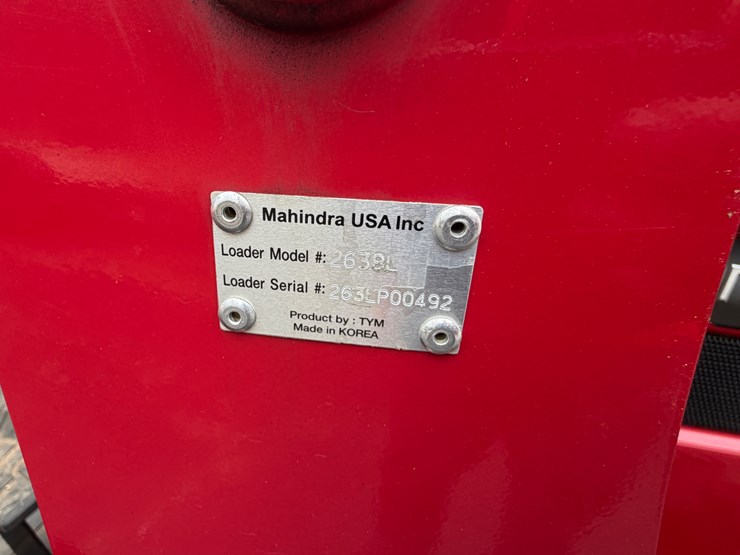 Mahindra USA Inc
Loader Model #: 2638L
Loader Serial #: 263LP00492
Product by : TYM
Made in KOREA